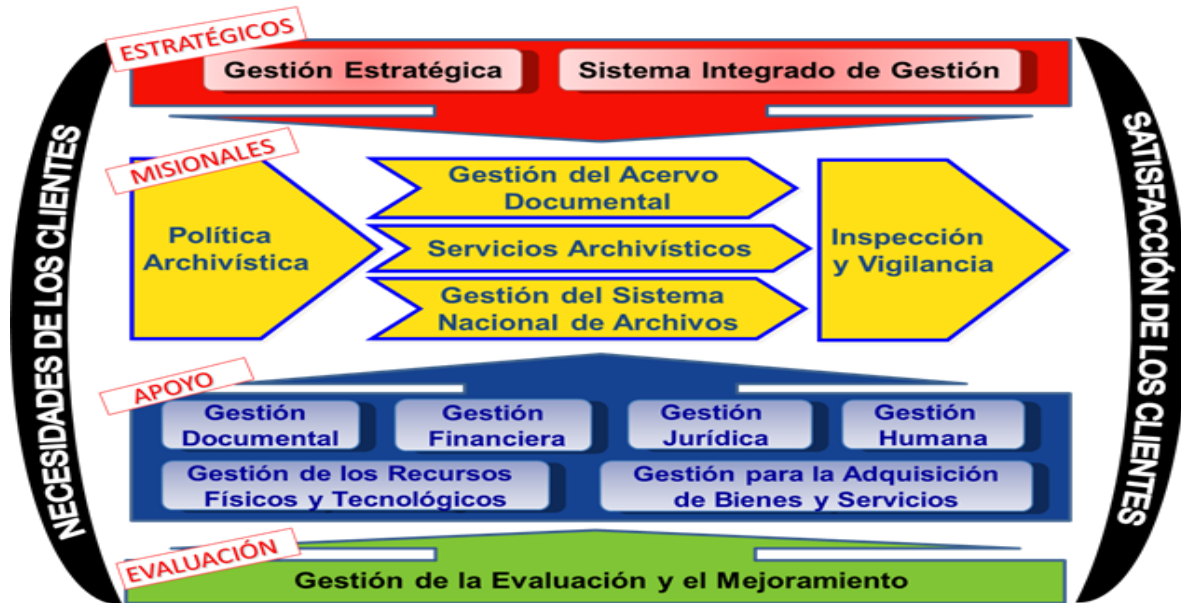 ESTRATÉGICOS
Gestión Estratégica
Sistema Integrado de Gestión
NECESIDADES DE LOS CLIENTES
MISIONALES
Política
Archivística
Gestión del Acervo
Documental
Servicios Archivísticos
Gestión del Sistema
Nacional de Archivos
Inspección
y Vigilancia
SATISFACCIÓN DE LOS CLIENTES
APOYO
Gestión
Documental
Gestión
Financiera
Gestión
Jurídica
Gestión
Humana
Gestión de los Recursos
Físicos y Tecnológicos
Gestión para la Adquisición
de Bienes y Servicios
EVALUACIÓN
Gestión de la Evaluación y el Mejoramiento